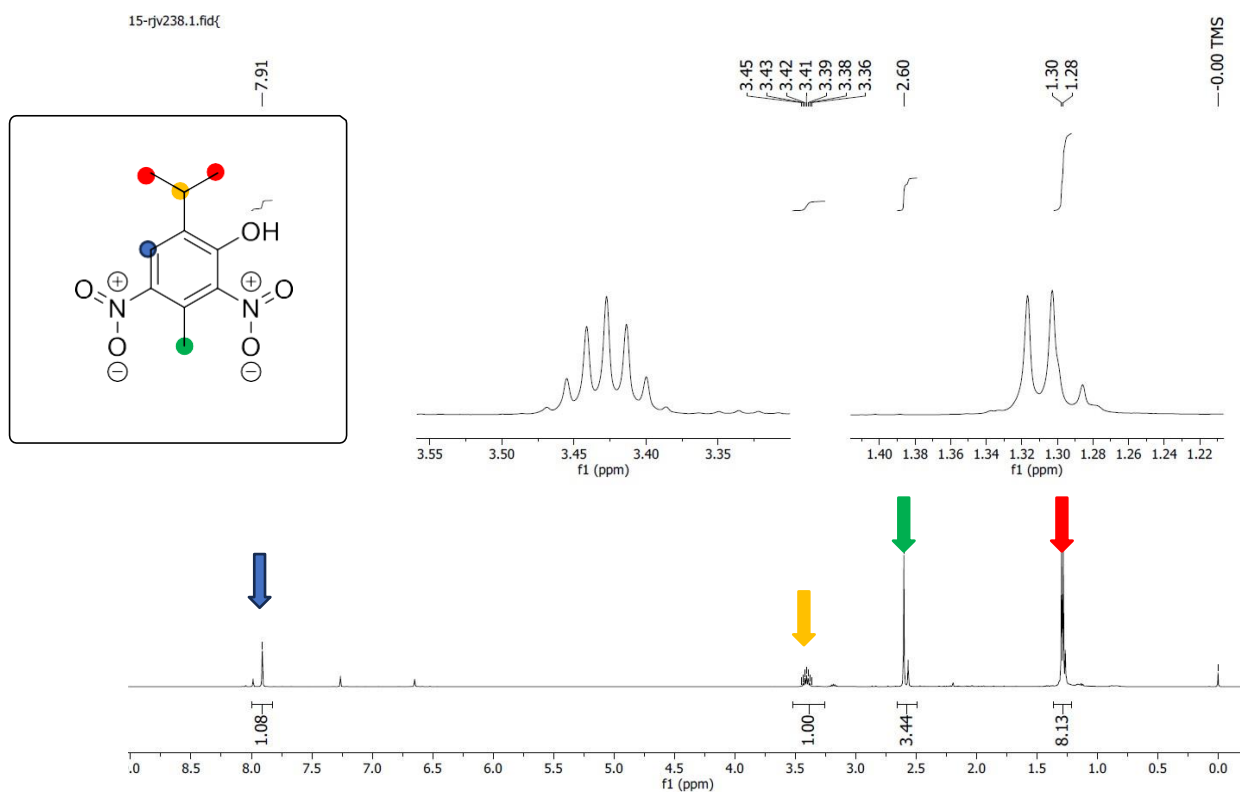 15-rjv238.1.fid{
7.91
3.45
3.43
3.42
3.41
3.39
3.38
3.36
2.60
1.30
1.28
-0.00 TMS
OH
O N O
O N O
3.55 3.50 3.45 3.40 3.35
f1 (ppm)
1.40 1.38 1.36 1.34 1.32 1.30 1.28 1.26 1.24 1.22
f1 (ppm)
1.08
1.00
3.44
8.13
.0 8.5 8.0 7.5 7.0 6.5 6.0 5.5 5.0 4.5 4.0 3.5 3.0 2.5 2.0 1.5 1.0 0.5 0.0
f1 (ppm)